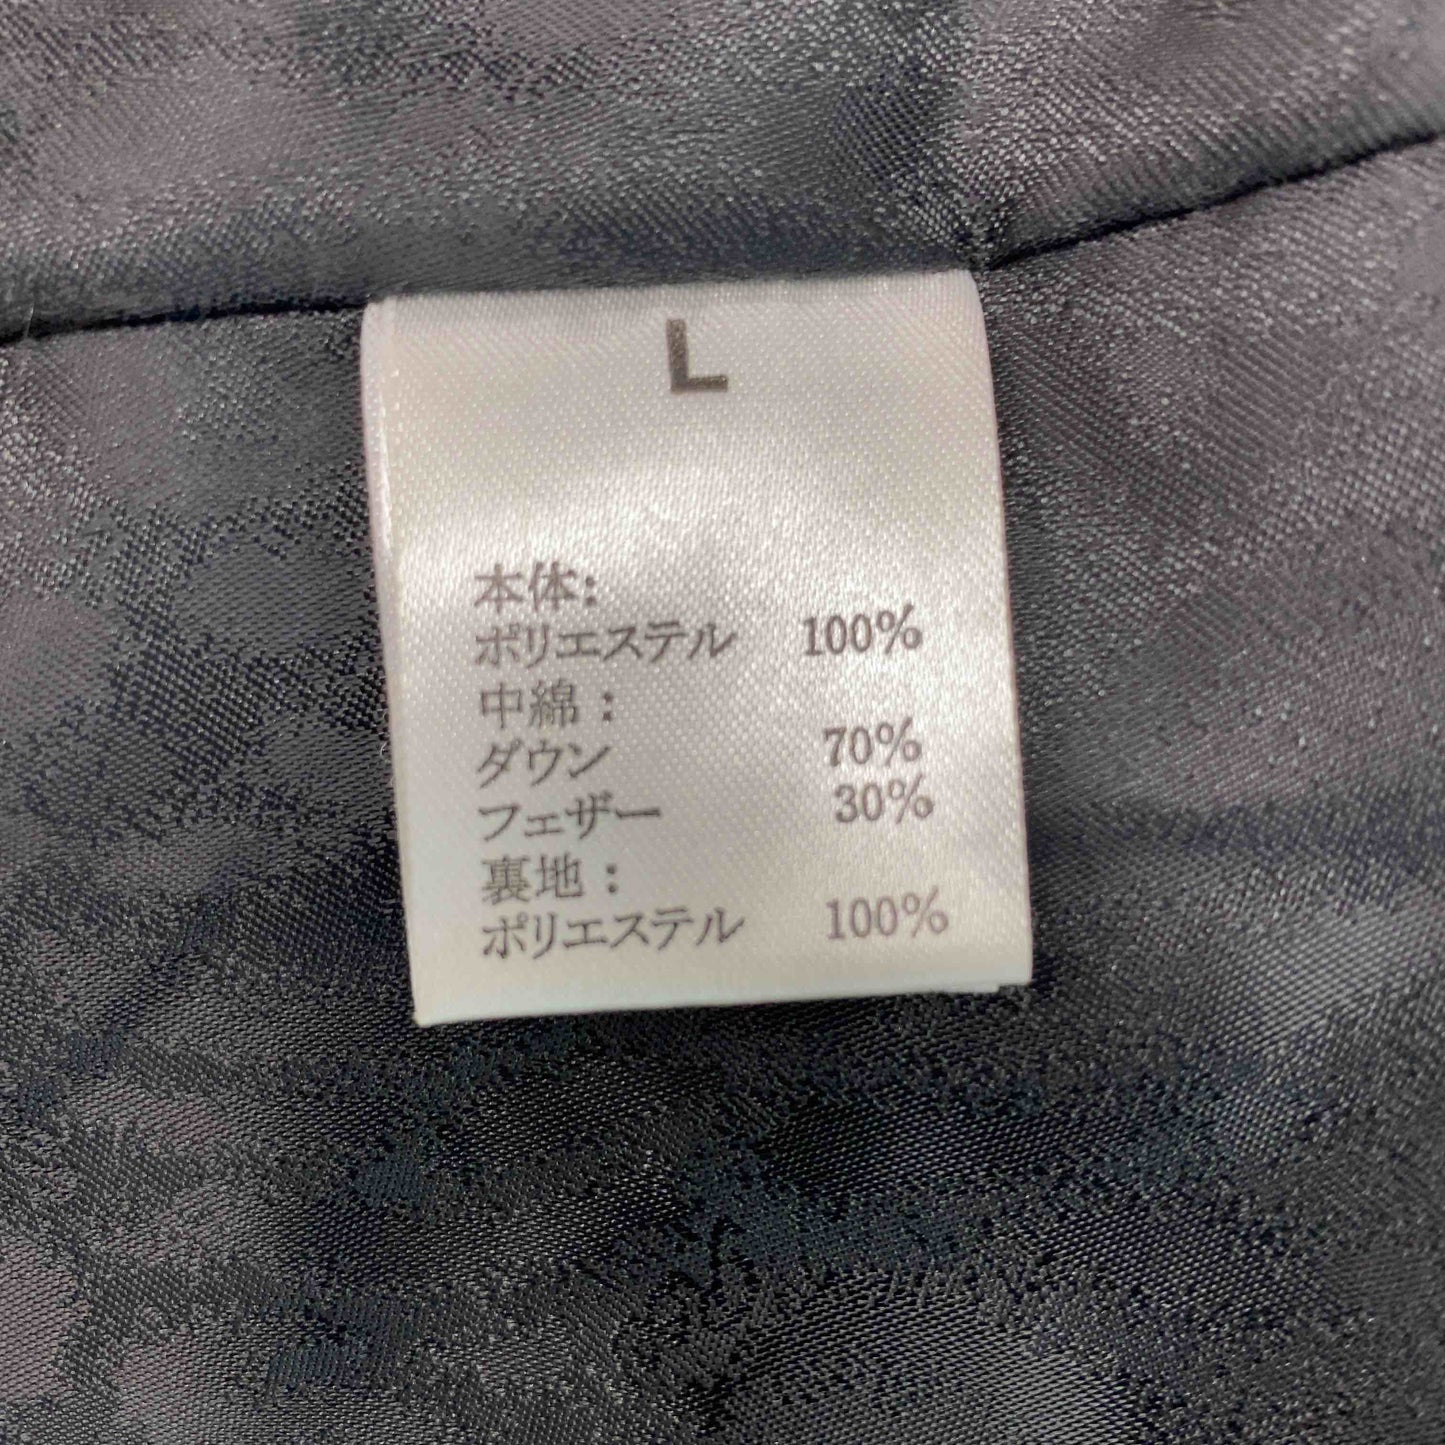 L
本体:
ポリエステル 100%
中綿:
ダウン 70%
フェザー 30%
裏地:
ポリエステル 100%